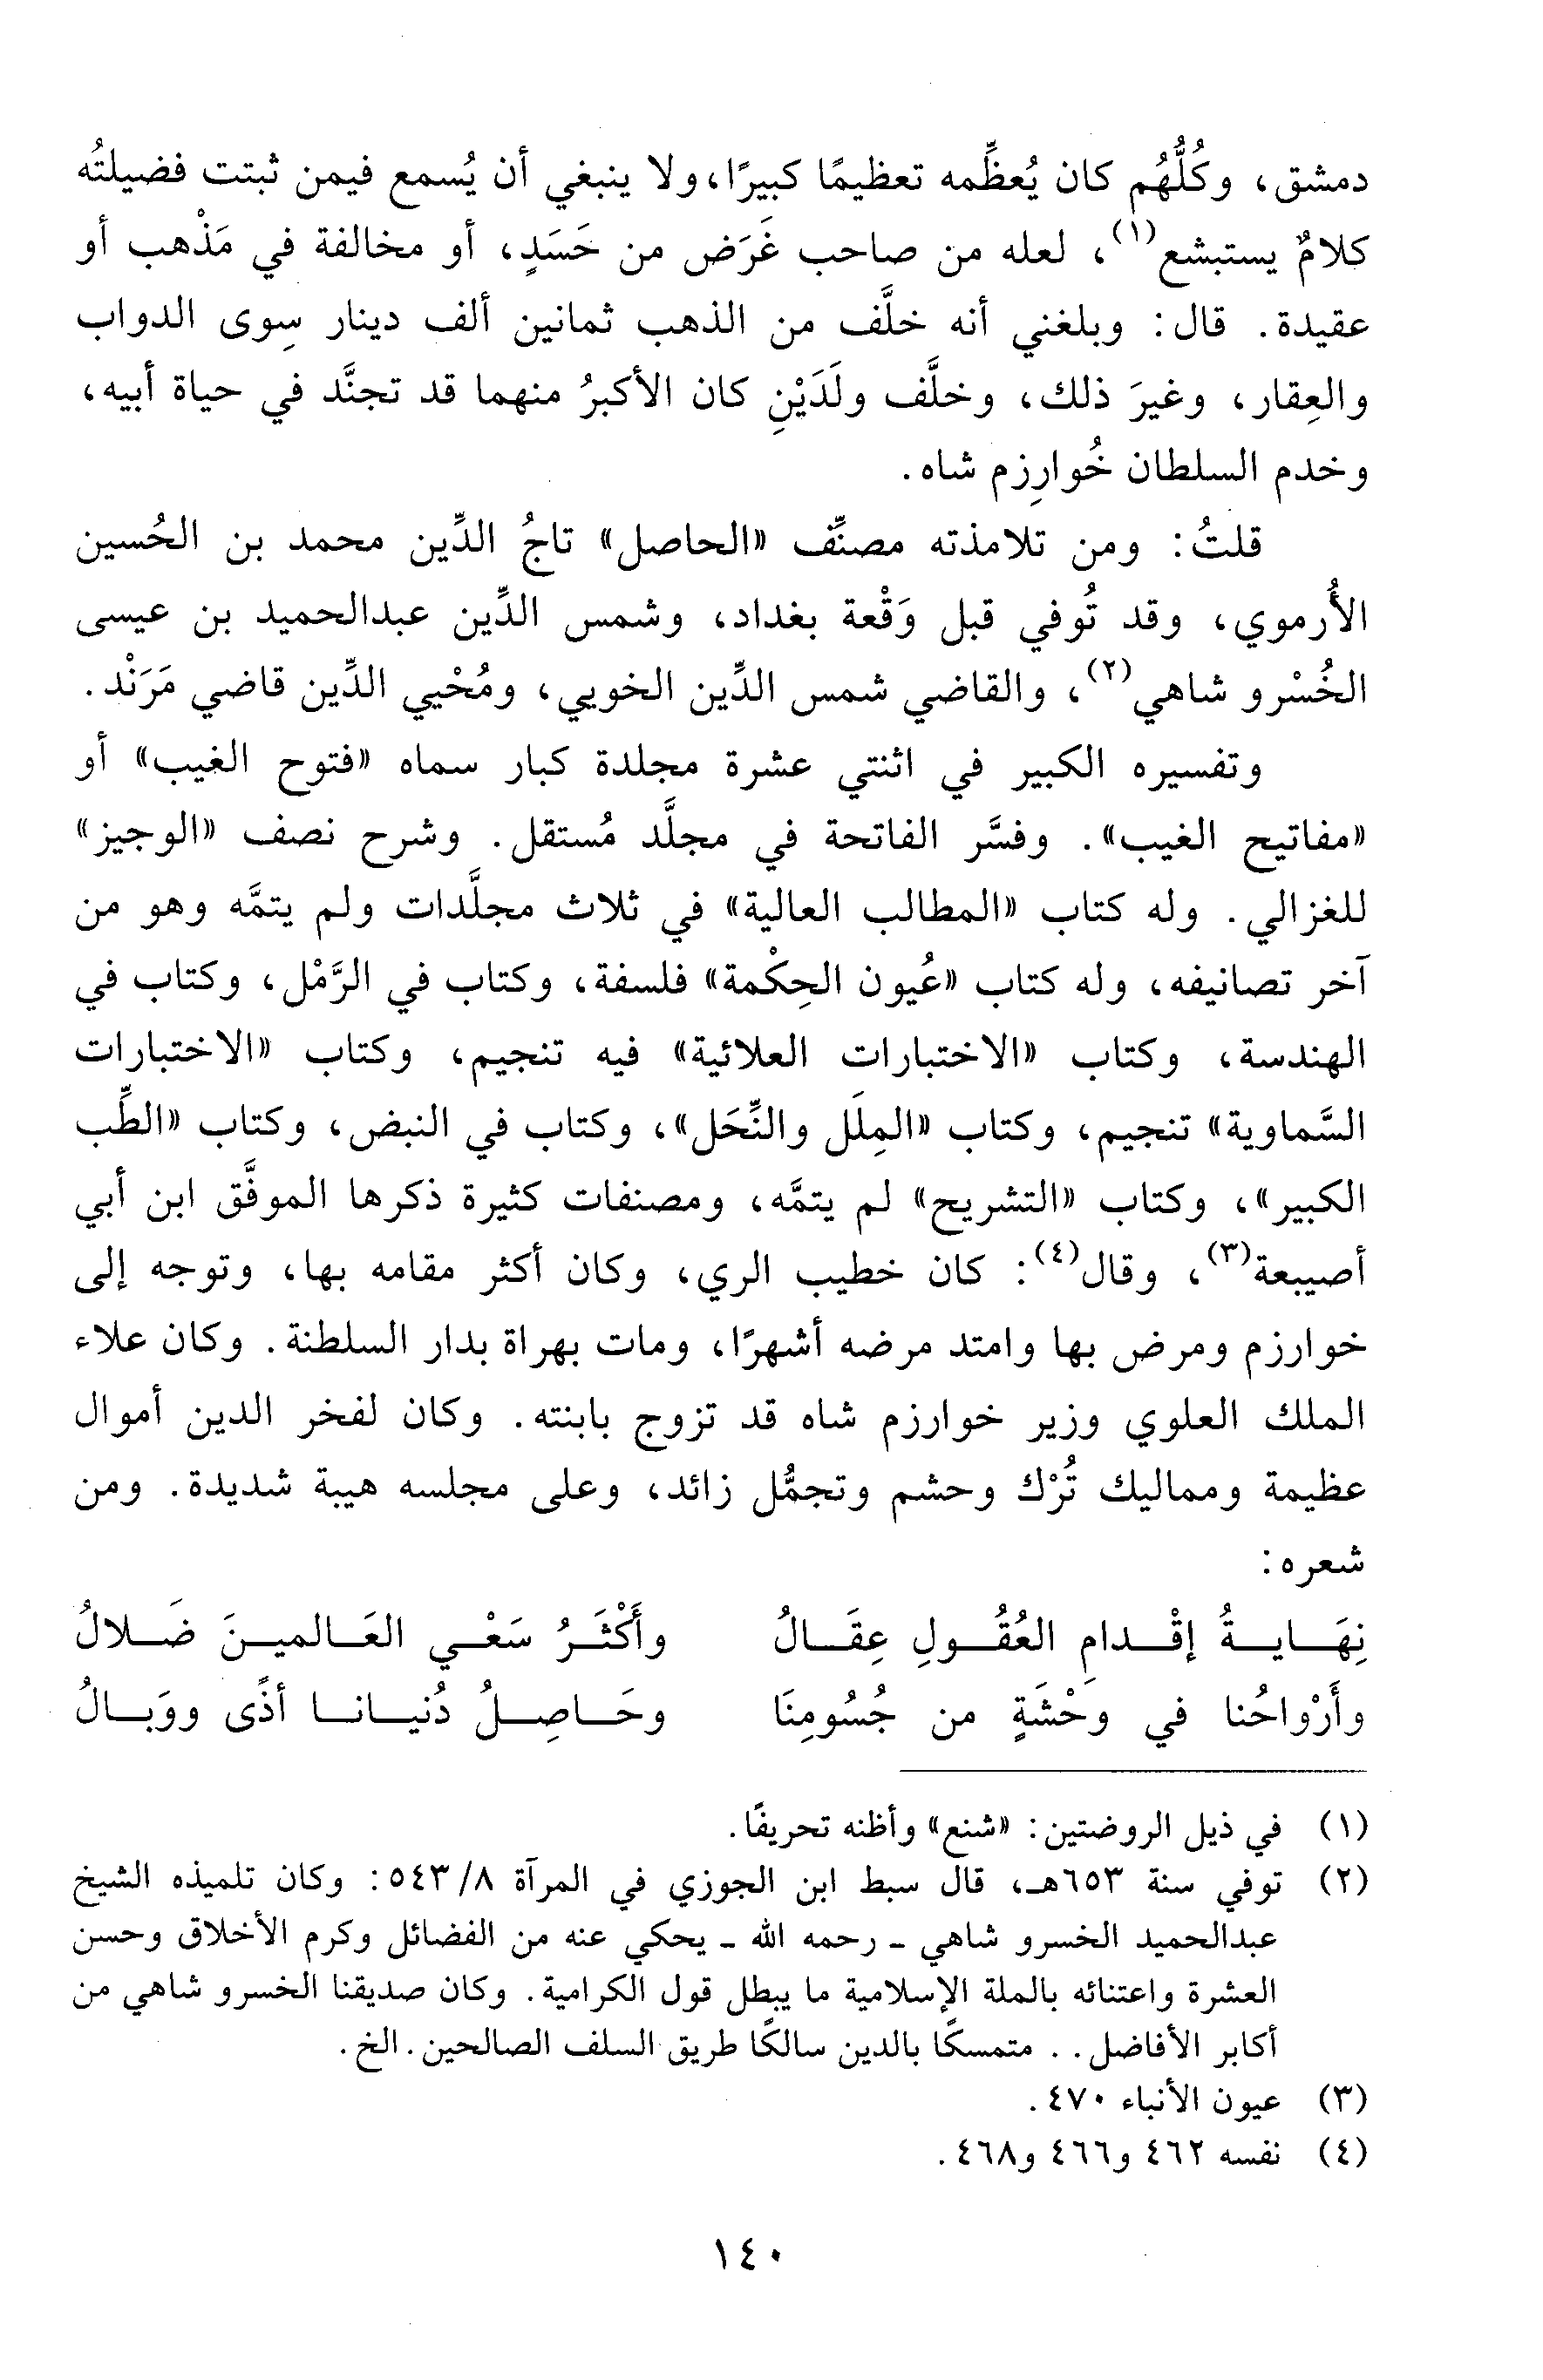 دمشق، وكُلُّهُم كان يُعظِّمه تعظيمًا كبيرًا، ولا ينبغي أن يُسمع فيمن ثبتت فضيلتُه
كلامٌ يستبشع(١)، لعله من صاحب غَرَض من حَسَدٍ، أو مخالفة في مَذْهب أو
عقيدة. قال: وبلغني أنه خلَّف من الذهب ثمانين ألف دينار سِوى الدواب
والعِقار، وغيرَ ذلك، وخلَّف ولَدَيْنِ كان الأكبرُ منهما قد تجنَّد في حياة أبيه،
وخدم السلطان خُوارِزم شاه.
قلتُ: ومن تلامذته مصنِّف «الحاصل» تاجُ الدِّين محمد بن الحُسين
الأُرموي، وقد تُوفي قبل وَقْعة بغداد، وشمس الدِّين عبدالحميد بن عيسى
الخُسْرو شاهي(٢)، والقاضي شمس الدِّين الخويي، ومُحْيي الدِّين قاضي مَرَنْد.
وتفسيره الكبير في اثنتي عشرة مجلدة كبار سماه «فتوح الغيب» أو
«مفاتيح الغيب». وفسَّر الفاتحة في مجلَّد مُستقل. وشرح نصف «الوجيز»
للغزالي. وله كتاب «المطالب العالية» في ثلاث مجلَّدات ولم يتمَّه وهو من
آخر تصانيفه، وله كتاب «عُيون الحِكْمة» فلسفة، وكتاب في الرَّمْل، وكتاب في
الهندسة، وكتاب «الاختبارات العلائية» فيه تنجيم، وكتاب «الاختبارات
السَّماوية» تنجيم، وكتاب «المِلَل والنِّحَل»، وكتاب في النبض، وكتاب «الطِّب
الكبير»، وكتاب «التشريح» لم يتمَّه، ومصنفات كثيرة ذكرها الموفَّق ابن أبي
أصيبعة(٣)، وقال(٤): كان خطيب الري، وكان أكثر مقامه بها، وتوجه إلى
خوارزم ومرض بها وامتد مرضه أشهرًا، ومات بهراة بدار السلطنة. وكان علاء
الملك العلوي وزير خوارزم شاه قد تزوج بابنته. وكان لفخر الدين أموال
عظيمة ومماليك تُرْك وحشم وتجمُّل زائد، وعلى مجلسه هيبة شديدة. ومن
شعره:
نِهَايةُ إقْدامِ العُقُولِ عِقَالُ وأَكْثَرُ سَعْي العَالمينَ ضَلالُ
وأَرْواحُنا في وَحْشَةٍ من جُسُومِنَا وحَاصِلُ دُنيانا أذًى ووَبالُ
(١) في ذيل الروضتين: «شنع» وأظنه تحريفًا.
(٢) توفي سنة ٦٥٣هـ، قال سبط ابن الجوزي في المرآة ٨/ ٥٤٣: وكان تلميذه الشيخ
عبدالحميد الخسرو شاهي - رحمه الله - يحكي عنه من الفضائل وكرم الأخلاق وحسن
العشرة واعتنائه بالملة الإسلامية ما يبطل قول الكرامية. وكان صديقنا الخسرو شاهي من
أكابر الأفاضل. . متمسكًا بالدين سالكًا طريق السلف الصالحين. الخ.
(٣) عيون الأنباء ٤٧٠.
(٤) نفسه ٤٦٢ و٤٦٦ و٤٦٨.
١٤٠